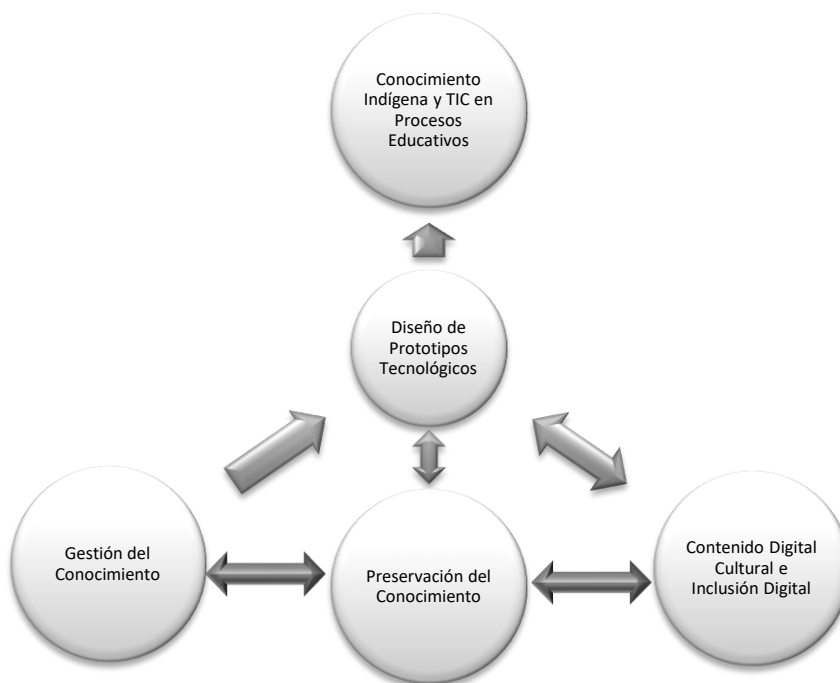 Conocimiento
Indígena y TIC en
Procesos
Educativos
Diseño de
Prototipos
Tecnológicos
Gestión del
Conocimiento
Preservación del
Conocimiento
Contenido Digital
Cultural e
Inclusión Digital